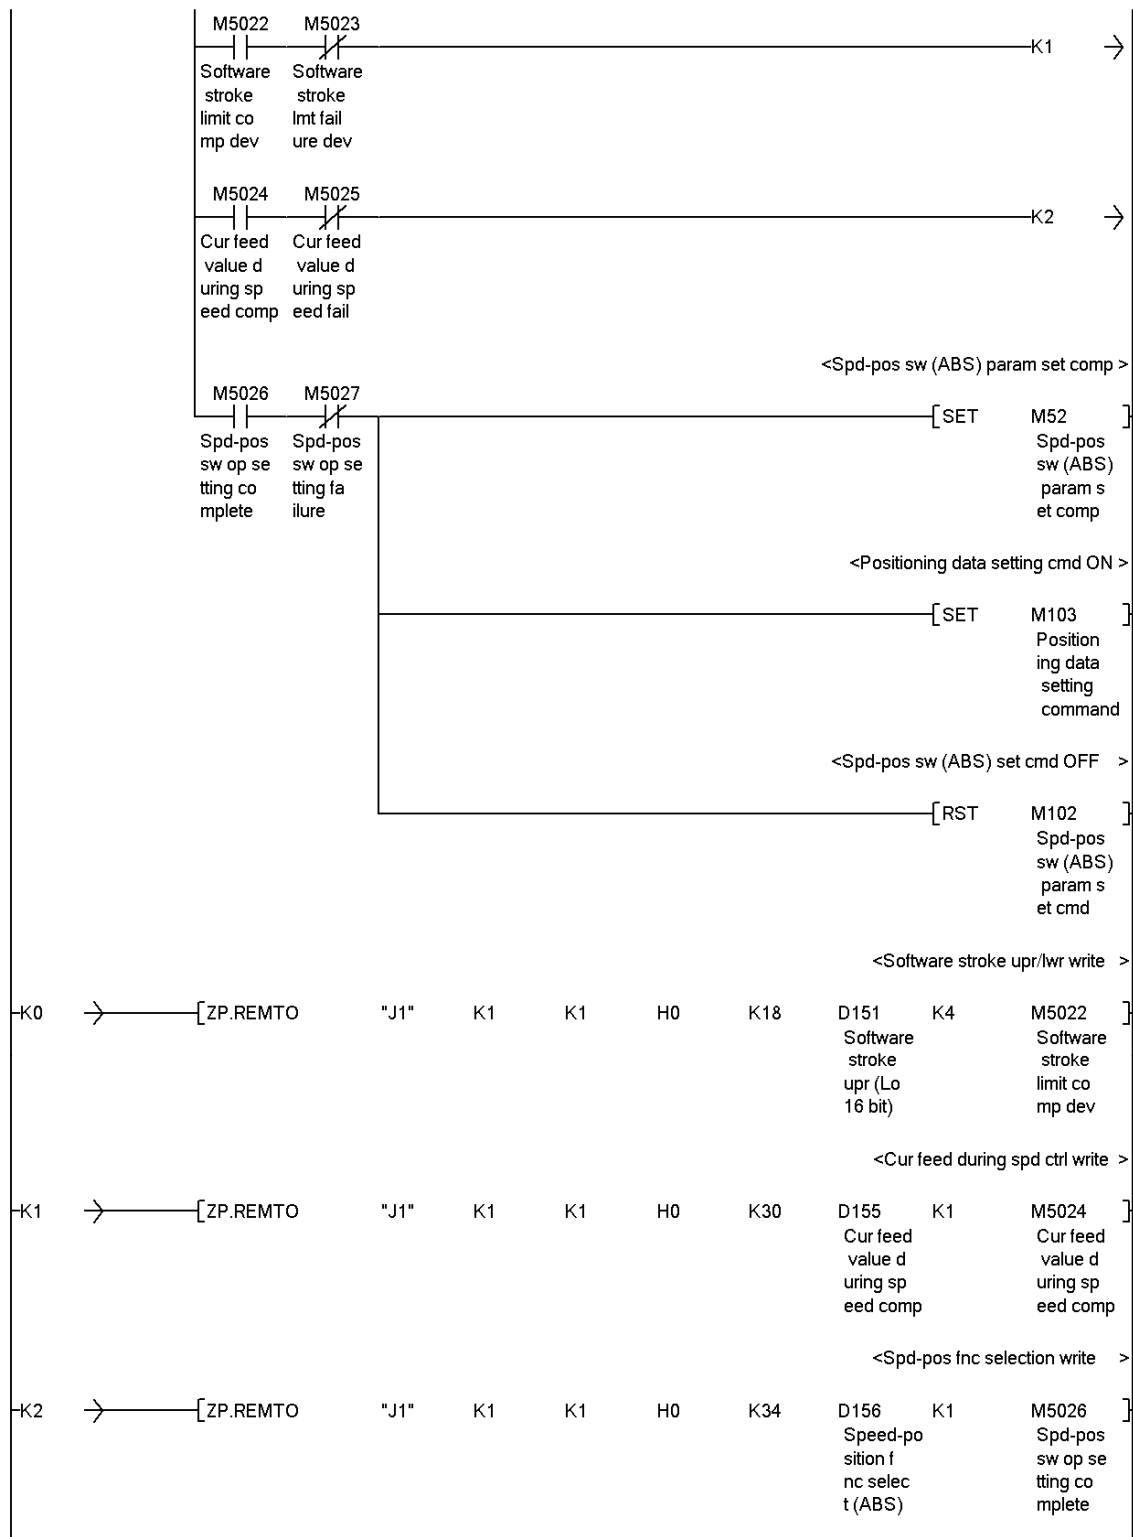 M5022 M5023
K1
Software Software
stroke stroke
limit co lmt fail
mp dev ure dev
M5024 M5025
K2
Cur feed Cur feed
value d value d
uring sp uring sp
eed comp eed fail
<Spd-pos sw (ABS) param set comp >
M5026 M5027
[SET M52 ]
Spd-pos Spd-pos Spd-pos
sw op se sw op se sw (ABS)
tting co tting fa param s
mplete ilure et comp
<Positioning data setting cmd ON >
[SET M103 ]
Position
ing data
setting
command
<Spd-pos sw (ABS) set cmd OFF >
[RST M102 ]
Spd-pos
sw (ABS)
param s
et cmd
<Software stroke upr/lwr write >
K0 [ZP.REMTO "J1" K1 K1 H0 K18 D151 K4 M5022 ]
Software Software
stroke stroke
upr (Lo limit co
16 bit) mp dev
<Cur feed during spd ctrl write >
K1 [ZP.REMTO "J1" K1 K1 H0 K30 D155 K1 M5024 ]
Cur feed Cur feed
value d value d
uring sp uring sp
eed comp eed comp
<Spd-pos fnc selection write >
K2 [ZP.REMTO "J1" K1 K1 H0 K34 D156 K1 M5026 ]
Speed-po Spd-pos
sition f sw op se
nc selec tting co
t (ABS) mplete